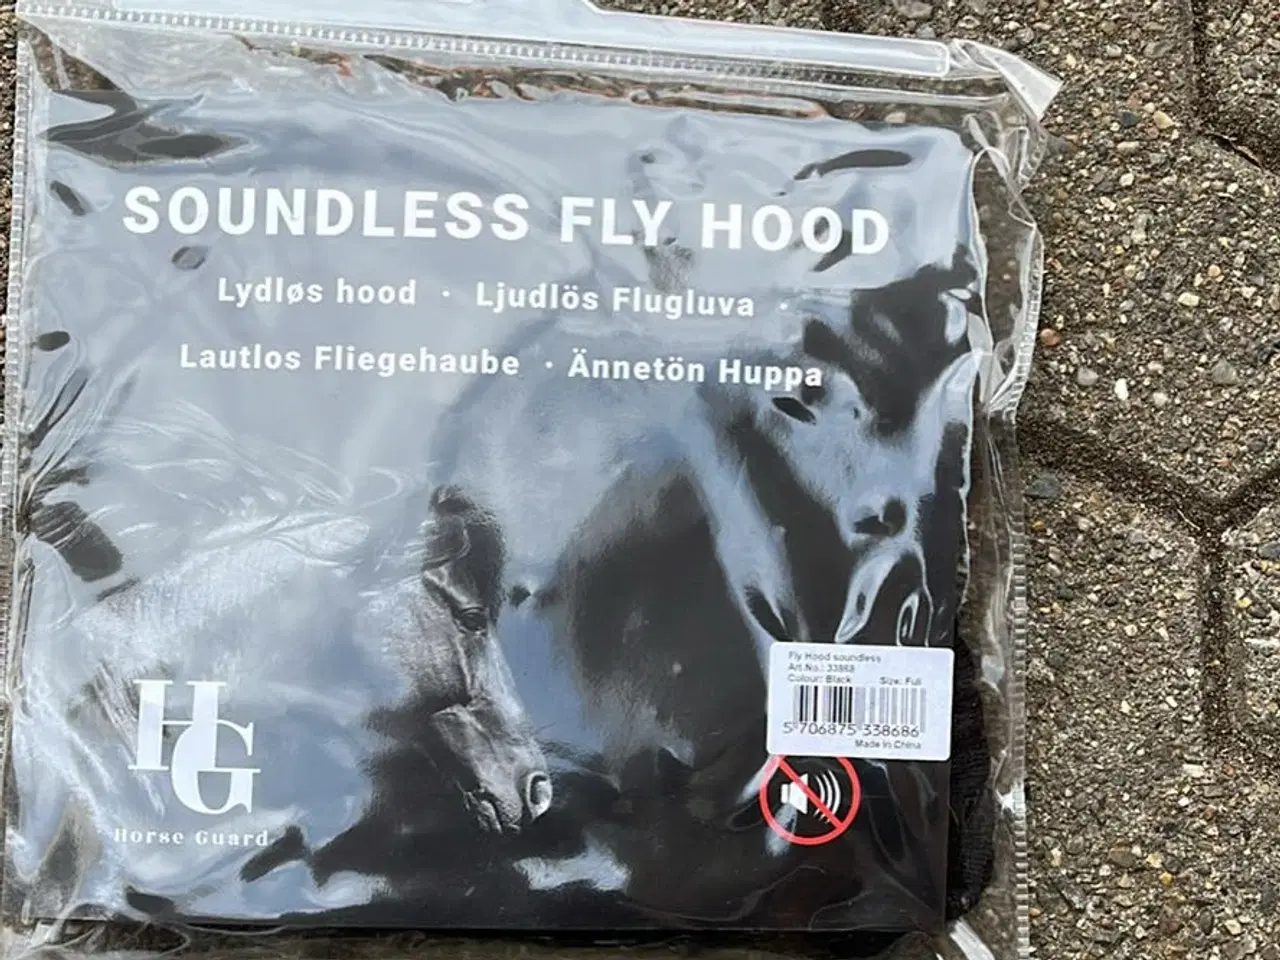 SOUNDLESS FLY HOOD
Lydløs hood · Ljudlös Flugluva ·
Lautlos Fliegehaube · Ännetön Huppa
HG
Horse Guard
Fly Hood soundless
Art.No.: 33868
Colour: Black Size: Full
5 706875 338686
Made in China